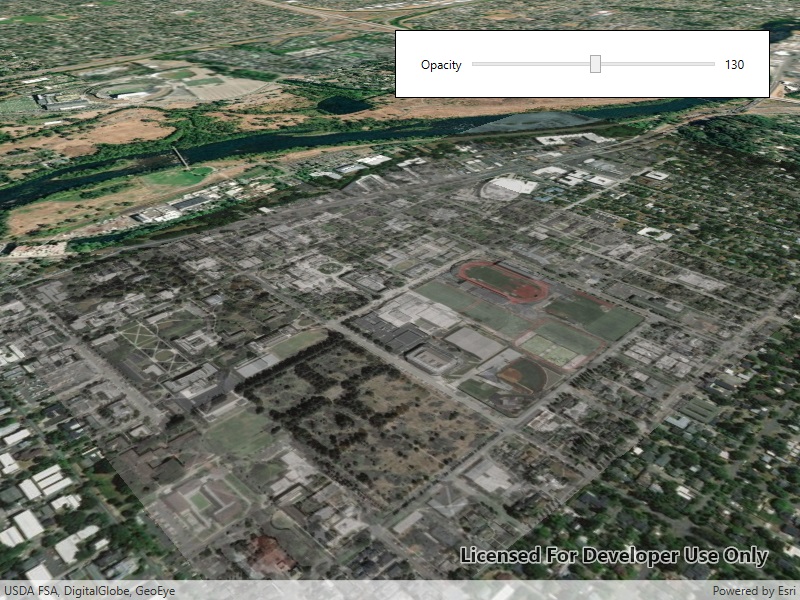 Opacity 130
Licensed For Developer Use Only
USDA FSA, DigitalGlobe, GeoEye Powered by Esri